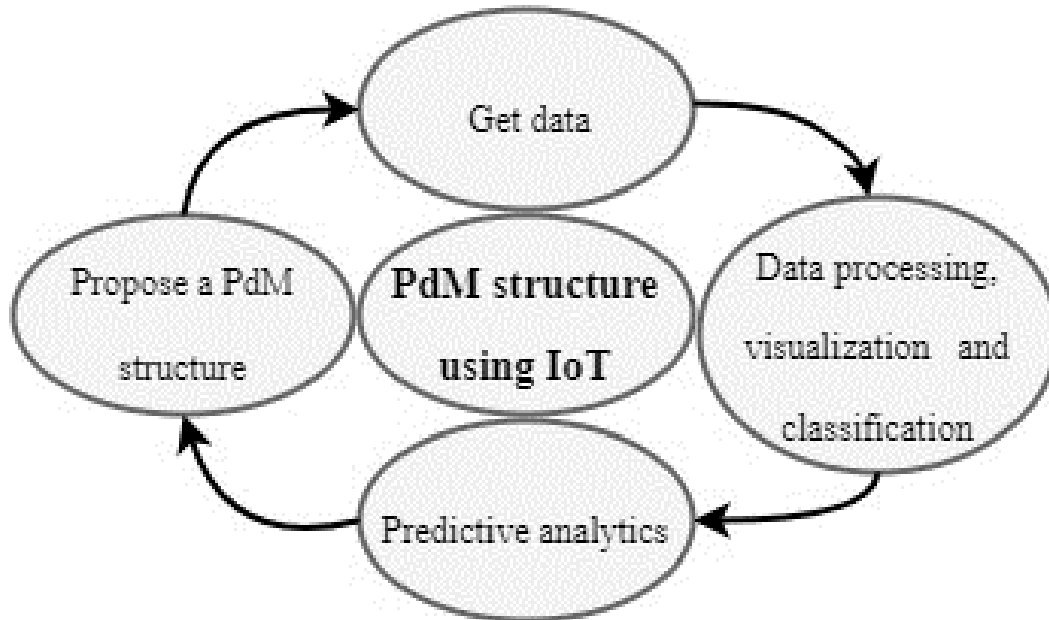 Get data
Propose a PdM
structure
PdM structure
using IoT
Data processing,
visualization and
classification
Predictive analytics